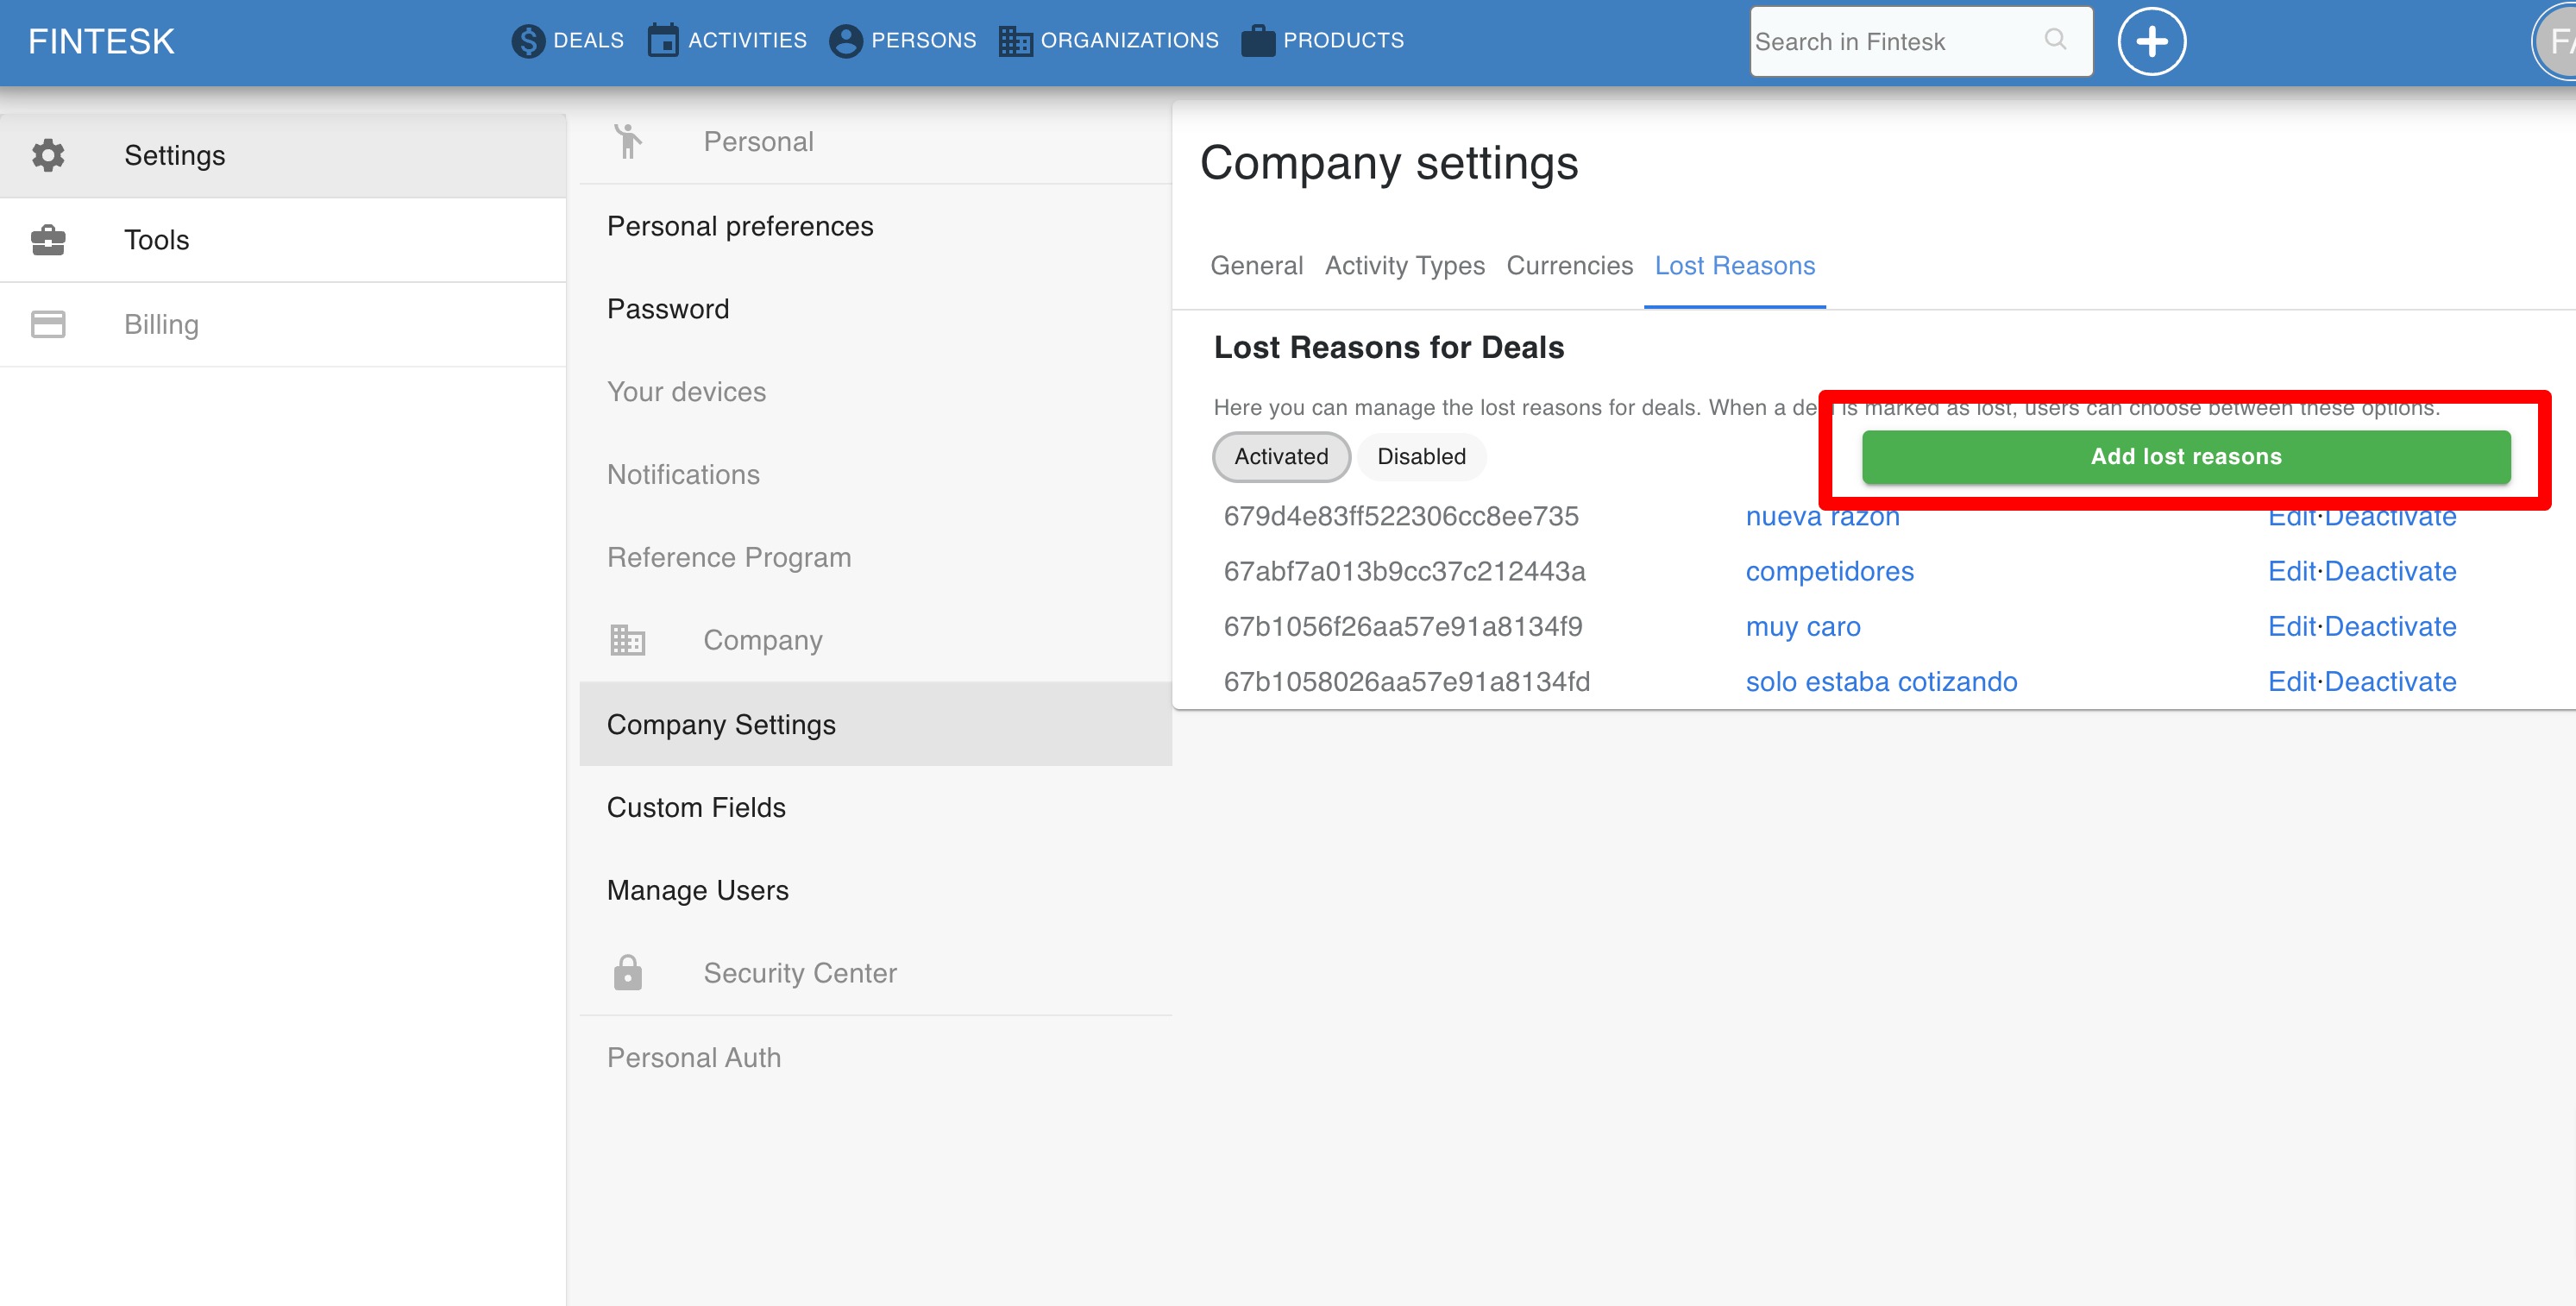 FINTESK
DEALS
ACTIVITIES
PERSONS
ORGANIZATIONS
PRODUCTS
Search in Fintesk
Settings
Tools
Billing
Personal
Personal preferences
Password
Your devices
Notifications
Reference Program
Company
Company Settings
Custom Fields
Manage Users
Security Center
Personal Auth
Company settings
General Activity Types Currencies Lost Reasons
Lost Reasons for Deals
Here you can manage the lost reasons for deals. When a deal is marked as lost, users can choose between these options.
Activated Disabled
Add lost reasons
679d4e83ff522306cc8ee735 nueva razon Edit·Deactivate
67abf7a013b9cc37c212443a competidores Edit·Deactivate
67b1056f26aa57e91a8134f9 muy caro Edit·Deactivate
67b1058026aa57e91a8134fd solo estaba cotizando Edit·Deactivate